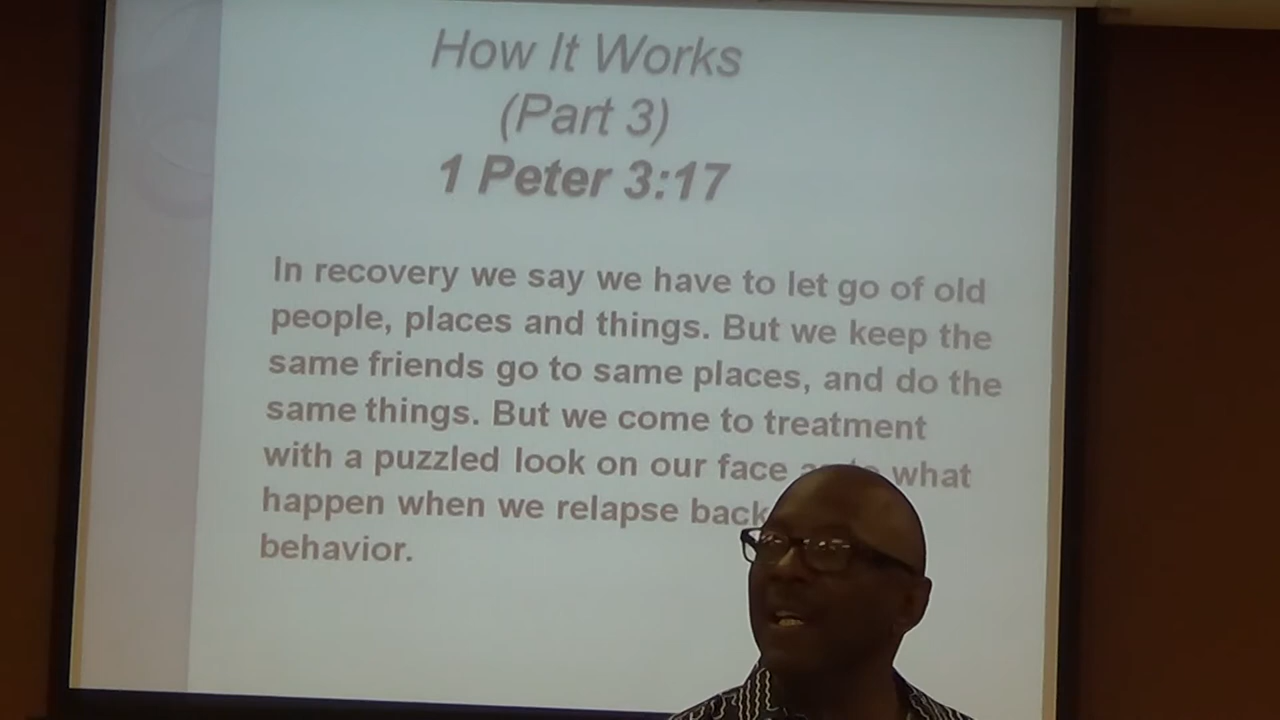 How It Works
(Part 3)
1 Peter 3:17
In recovery we say we have to let go of old
people, places and things. But we keep the
same friends go to same places, and do the
same things. But we come to treatment
with a puzzled look on our face what
happen when we relapse back
behavior.